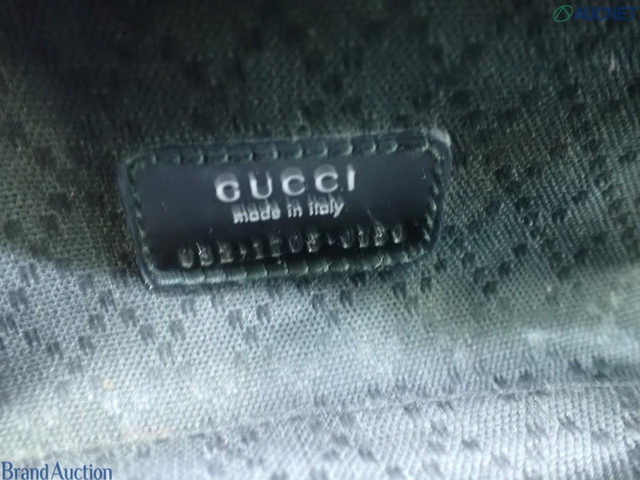 AUCNET
GUCCI
made in italy
Brand Auction